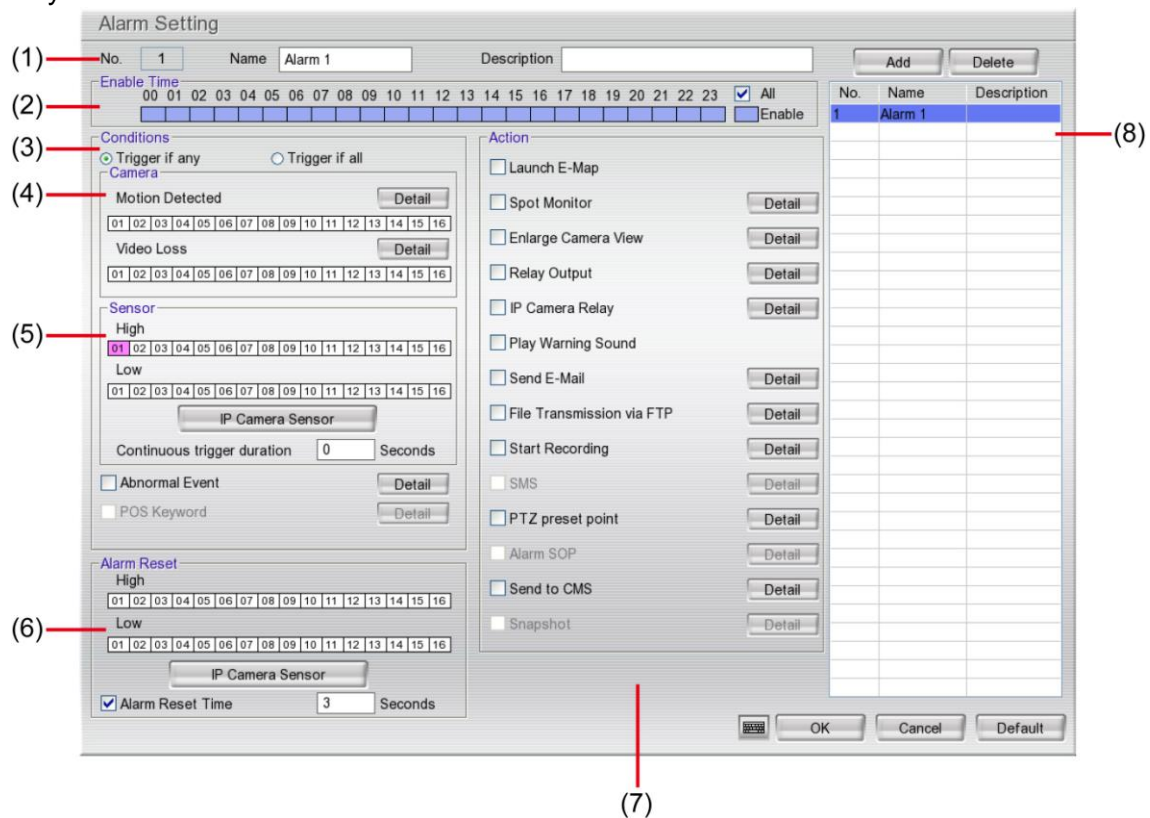 Alarm Setting
(1) No. 1 Name Alarm 1 Description Add Delete
Enable Time
(2) 00 01 02 03 04 05 06 07 08 09 10 11 12 13 14 15 16 17 18 19 20 21 22 23 All
Enable
No. Name Description
1 Alarm 1
(8)
Conditions
(3) Trigger if any Trigger if all
Camera
(4) Motion Detected Detail
01 02 03 04 05 06 07 08 09 10 11 12 13 14 15 16
Video Loss Detail
01 02 03 04 05 06 07 08 09 10 11 12 13 14 15 16
Sensor
High
(5) 01 02 03 04 05 06 07 08 09 10 11 12 13 14 15 16
Low
01 02 03 04 05 06 07 08 09 10 11 12 13 14 15 16
IP Camera Sensor
Continuous trigger duration 0 Seconds
Abnormal Event Detail
POS Keyword Detail
Alarm Reset
High
01 02 03 04 05 06 07 08 09 10 11 12 13 14 15 16
(6) Low
01 02 03 04 05 06 07 08 09 10 11 12 13 14 15 16
IP Camera Sensor
Alarm Reset Time 3 Seconds
Action
Launch E-Map
Spot Monitor Detail
Enlarge Camera View Detail
Relay Output Detail
IP Camera Relay Detail
Play Warning Sound
Send E-Mail Detail
File Transmission via FTP Detail
Start Recording Detail
SMS Detail
PTZ preset point Detail
Alarm SOP Detail
Send to CMS Detail
Snapshot Detail
OK Cancel Default
(7)